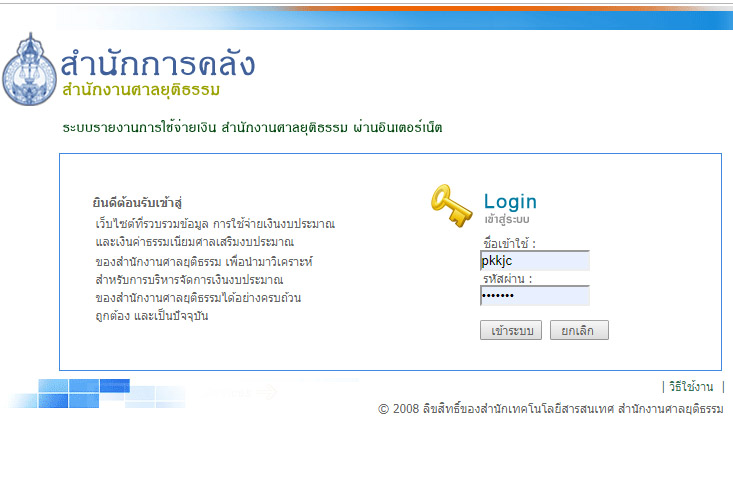 สำนักการคลัง
สำนักงานศาลยุติธรรม
ระบบรายงานการใช้จ่ายเงิน สำนักงานศาลยุติธรรม ผ่านอินเตอร์เน็ต
ยินดีต้อนรับเข้าสู่
เว็บไซต์ที่รวบรวมข้อมูล การใช้จ่ายเงินงบประมาณ
และเงินค่าธรรมเนียมศาลเสริมงบประมาณ
ของสำนักงานศาลยุติธรรม เพื่อนำมาวิเคราะห์
สำหรับการบริหารจัดการเงินงบประมาณ
ของสำนักงานศาลยุติธรรมได้อย่างครบถ้วน
ถูกต้อง และเป็นปัจจุบัน
Login
เข้าสู่ระบบ
ชื่อเข้าใช้ :
pkkjc
รหัสผ่าน :
•••••••
เข้าระบบ ยกเลิก
| วิธีใช้งาน |
© 2008 ลิขสิทธิ์ของสำนักเทคโนโลยีสารสนเทศ สำนักงานศาลยุติธรรม